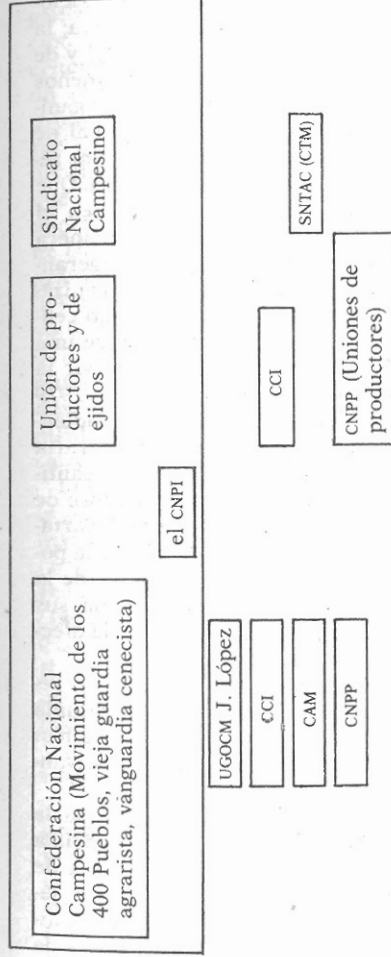 Confederación Nacional
Campesina (Movimiento de los
400 Pueblos, vieja guardia
agrarista, vanguardia cenecista)
Unión de pro-
ductores y de
ejidos
Sindicato
Nacional
Campesino
el CNPI
UGOCM J. López
CCI
CAM
CNPP
CCI
SNTAC (CTM)
CNPP (Uniones de
productores)